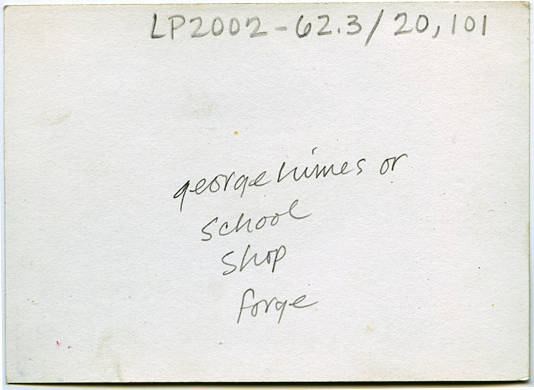 LP2002-62.3/20,101
george himes or
school
shop
forge